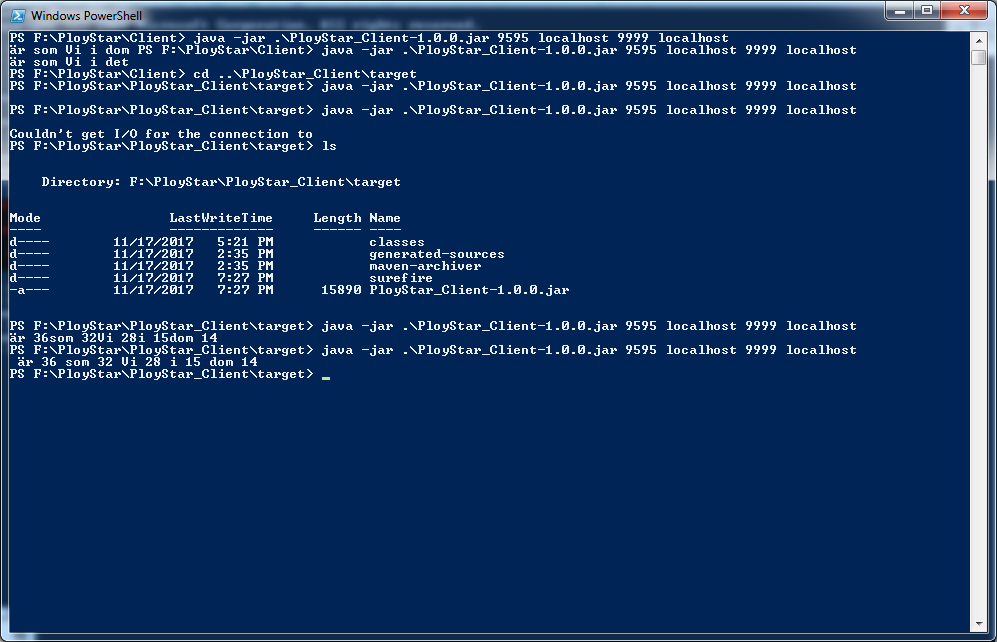 Windows PowerShell
PS F:\PloyStar\Client> java -jar .\PloyStar_Client-1.0.0.jar 9595 localhost 9999 localhost
är som Vi i dom PS F:\PloyStar\Client> java -jar .\PloyStar_Client-1.0.0.jar 9595 localhost 9999 localhost
är som Vi i det
PS F:\PloyStar\Client> cd ..\PloyStar_Client\target
PS F:\PloyStar\PloyStar_Client\target> java -jar .\PloyStar_Client-1.0.0.jar 9595 localhost 9999 localhost
PS F:\PloyStar\PloyStar_Client\target> java -jar .\PloyStar_Client-1.0.0.jar 9595 localhost 9999 localhost
Couldn't get I/O for the connection to
PS F:\PloyStar\PloyStar_Client\target> ls
Directory: F:\PloyStar\PloyStar_Client\target
Mode LastWriteTime Length Name
---- ------------- ------ ----
d---- 11/17/2017 5:21 PM classes
d---- 11/17/2017 2:35 PM generated-sources
d---- 11/17/2017 2:35 PM maven-archiver
d---- 11/17/2017 7:27 PM surefire
-a--- 11/17/2017 7:27 PM 15890 PloyStar_Client-1.0.0.jar
PS F:\PloyStar\PloyStar_Client\target> java -jar .\PloyStar_Client-1.0.0.jar 9595 localhost 9999 localhost
är 36som 32Vi 28i 15dom 14
PS F:\PloyStar\PloyStar_Client\target> java -jar .\PloyStar_Client-1.0.0.jar 9595 localhost 9999 localhost
är 36 som 32 Vi 28 i 15 dom 14
PS F:\PloyStar\PloyStar_Client\target> _